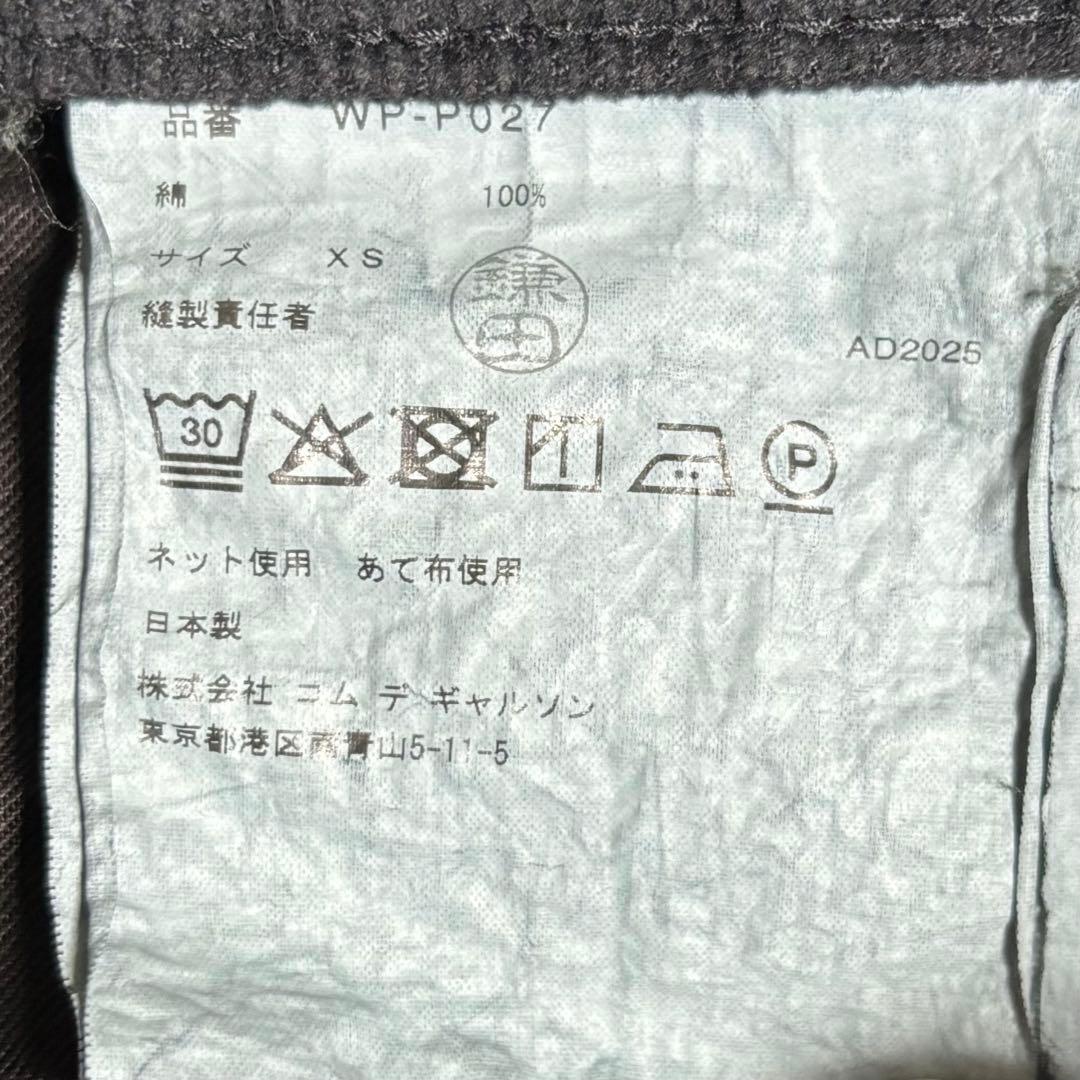 品番 WP-P027
綿 100%
サイズ XS
縫製責任者 鎌田
AD2025
30
P
ネット使用 あて布使用
日本製
株式会社 コム デ ギャルソン
東京都港区南青山5-11-5